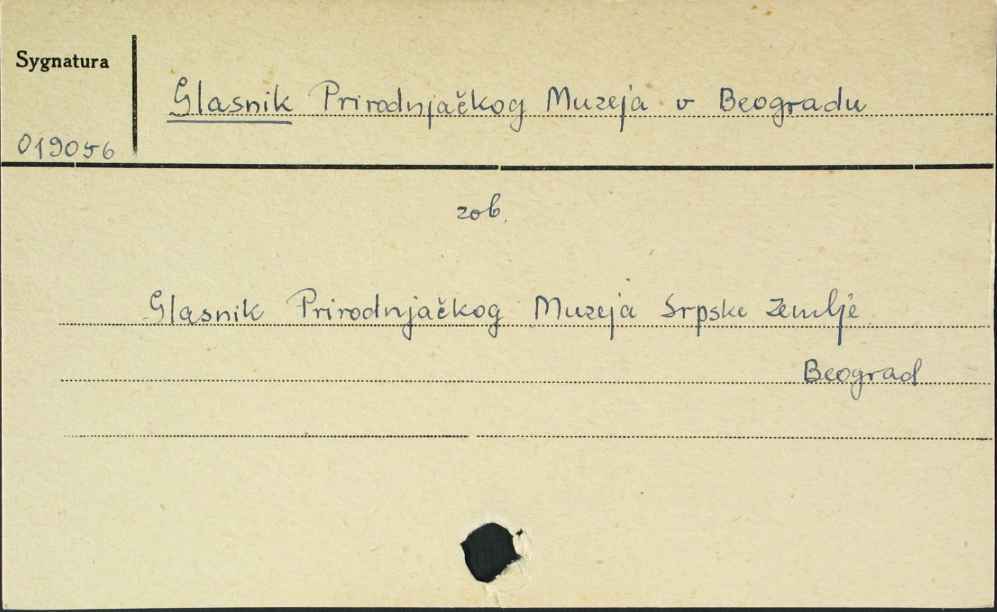 Sygnatura
Glasnik Prirodnjačkog Muzeja v Beogradu
019056
zob.
Glasnik Prirodnjačkog Muzeja Srpske Zemlje
Beograd